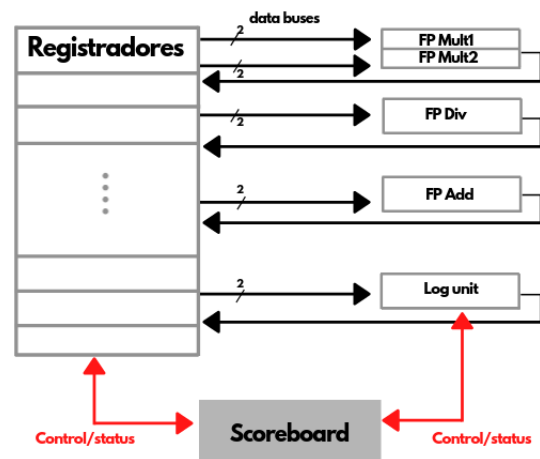 data buses
Registradores
2
FP Mult1
FP Mult2
2
FP Div
2
2
FP Add
2
Log unit
Control/status
Scoreboard
Control/status